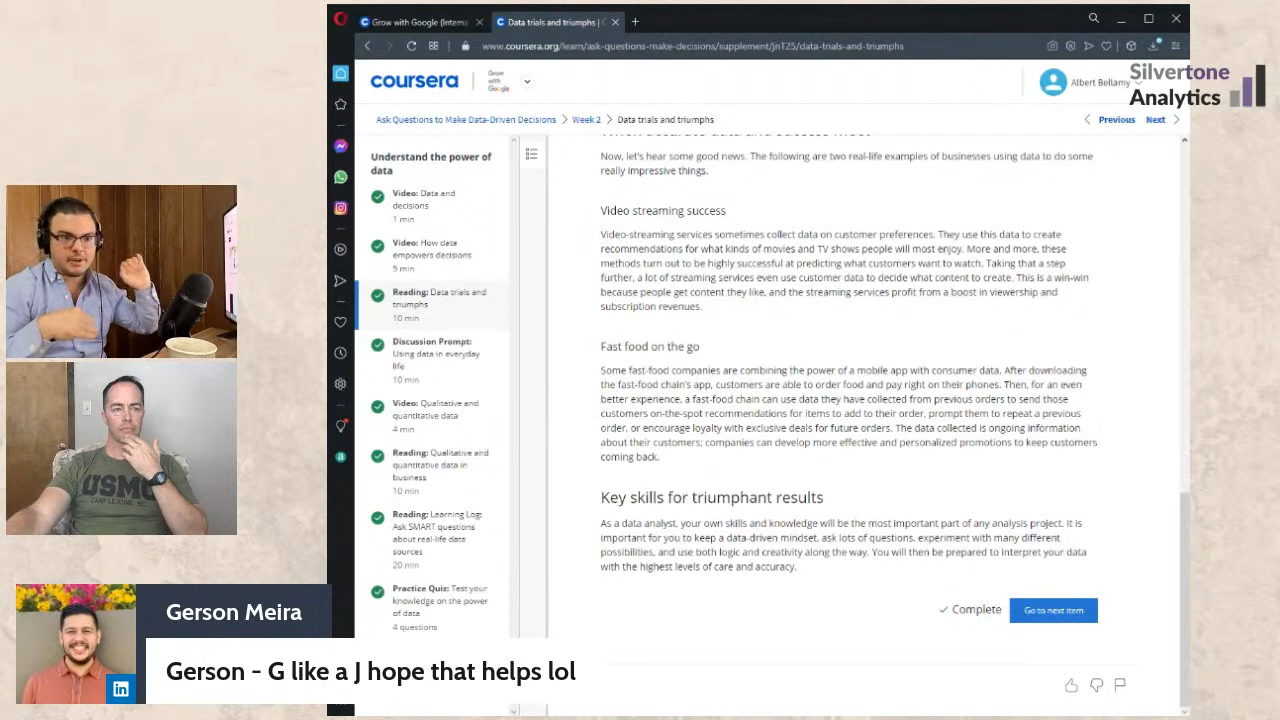 Grow with Google (Interna
Data trials and triumphs | C
www.coursera.org/learn/ask-questions-make-decisions/supplement/jnTZ5/data-trials-and-triumphs
coursera
Grow
with
Google
Albert Bellamy
Silvertone
Analytics
Ask Questions to Make Data-Driven Decisions > Week 2 > Data trials and triumphs
Previous Next
Understand the power of
data
Video: Data and
decisions
1 min
Video: How data
empowers decisions
5 min
Reading: Data trials and
triumphs
10 min
Discussion Prompt:
Using data in everyday
life
10 min
Video: Qualitative and
quantitative data
4 min
Reading: Qualitative and
quantitative data in
business
10 min
Reading: Learning Log:
Ask SMART questions
about real-life data
sources
20 min
Practice Quiz: Test your
knowledge on the power
of data
4 questions
Now, let's hear some good news. The following are two real-life examples of businesses using data to do some
really impressive things.
Video streaming success
Video-streaming services sometimes collect data on customer preferences. They use this data to create
recommendations for what kinds of movies and TV shows people will most enjoy. More and more, these
methods turn out to be highly successful at predicting what customers want to watch. Taking that a step
further, a lot of streaming services even use customer data to decide what content to create. This is a win-win
because people get content they like, and the streaming services profit from a boost in viewership and
subscription revenues.
Fast food on the go
Some fast-food companies are combining the power of a mobile app with consumer data. After downloading
the fast-food chain's app, customers are able to order food and pay right on their phones. Then, for an even
better experience, a fast-food chain can use data they have collected from previous orders to send those
customers on-the-spot recommendations for items to add to their order, prompt them to repeat a previous
order, or encourage loyalty with exclusive deals for future orders. The data collected is ongoing information
about their customers; companies can develop more effective and personalized promotions to keep customers
coming back.
Key skills for triumphant results
As a data analyst, your own skills and knowledge will be the most important part of any analysis project. It is
important for you to keep a data-driven mindset, ask lots of questions, experiment with many different
possibilities, and use both logic and creativity along the way. You will then be prepared to interpret your data
with the highest levels of care and accuracy.
Complete
Go to next item
USMC
CAMP LEJEUNE, NC
Gerson Meira
Gerson - G like a J hope that helps lol
in